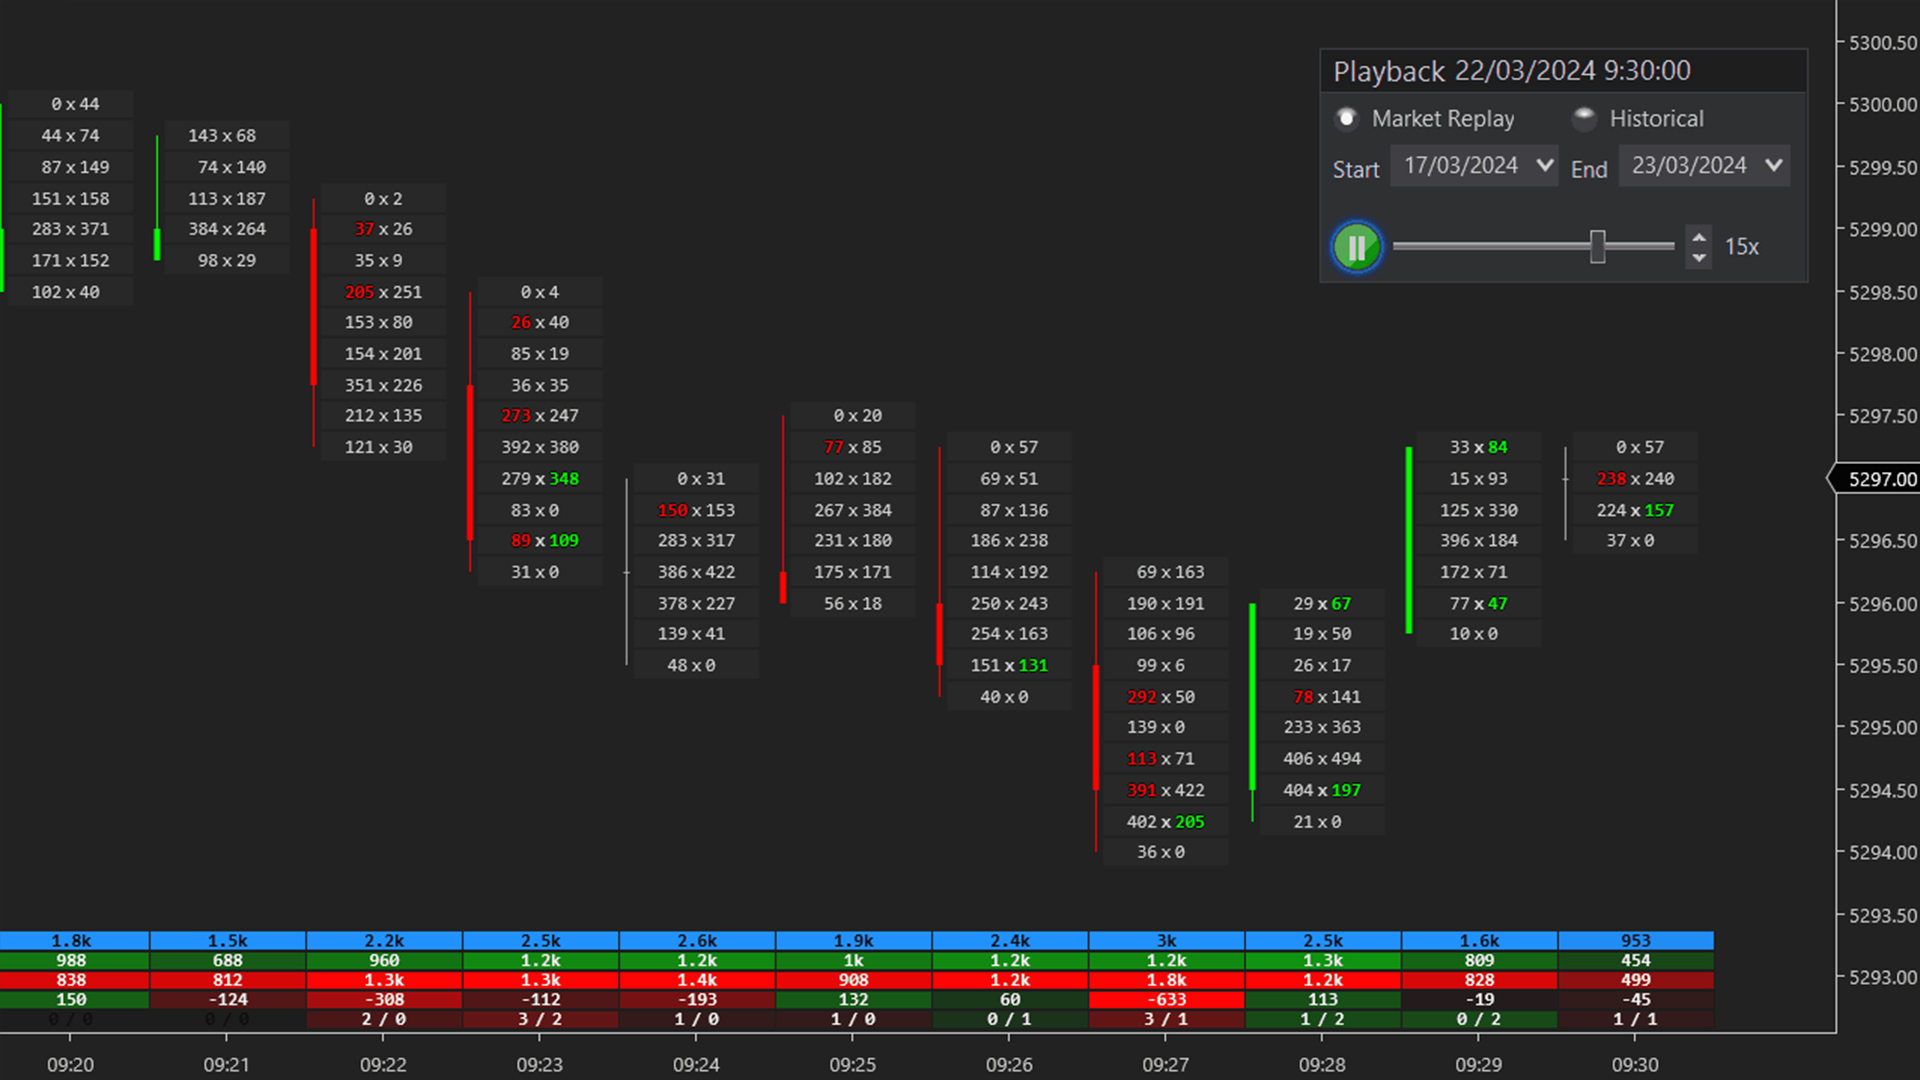 Playback 22/03/2024 9:30:00
Market Replay Historical
Start 17/03/2024 End 23/03/2024
15x
0 x 44
44 x 74
87 x 149
151 x 158
283 x 371
171 x 152
102 x 40
143 x 68
74 x 140
113 x 187
384 x 264
98 x 29
0 x 2
37 x 26
35 x 9
205 x 251
153 x 80
154 x 201
351 x 226
212 x 135
121 x 30
0 x 4
26 x 40
85 x 19
36 x 35
273 x 247
392 x 380
279 x 348
83 x 0
89 x 109
31 x 0
0 x 31
150 x 153
283 x 317
386 x 422
378 x 227
139 x 41
48 x 0
0 x 20
77 x 85
102 x 182
267 x 384
231 x 180
175 x 171
56 x 18
0 x 57
69 x 51
87 x 136
186 x 238
114 x 192
250 x 243
254 x 163
151 x 131
40 x 0
69 x 163
190 x 191
106 x 96
99 x 6
292 x 50
139 x 0
113 x 71
391 x 422
402 x 205
36 x 0
29 x 67
19 x 50
26 x 17
78 x 141
233 x 363
406 x 494
404 x 197
21 x 0
33 x 84
15 x 93
125 x 330
396 x 184
172 x 71
77 x 47
10 x 0
0 x 57
238 x 240
224 x 157
37 x 0
5300.50
5300.00
5299.50
5299.00
5298.50
5298.00
5297.50
5297.00
5296.50
5296.00
5295.50
5295.00
5294.50
5294.00
5293.50
5293.00
1.8k 1.5k 2.2k 2.5k 2.6k 1.9k 2.4k 3k 2.5k 1.6k 953
988 688 960 1.2k 1.2k 1k 1.2k 1.2k 1.3k 809 454
838 812 1.3k 1.3k 1.4k 908 1.2k 1.8k 1.2k 828 499
150 -124 -308 -112 -193 132 60 -633 113 -19 -45
0 / 0 0 / 0 2 / 0 3 / 2 1 / 0 1 / 0 0 / 1 3 / 1 1 / 2 0 / 2 1 / 1
09:20 09:21 09:22 09:23 09:24 09:25 09:26 09:27 09:28 09:29 09:30